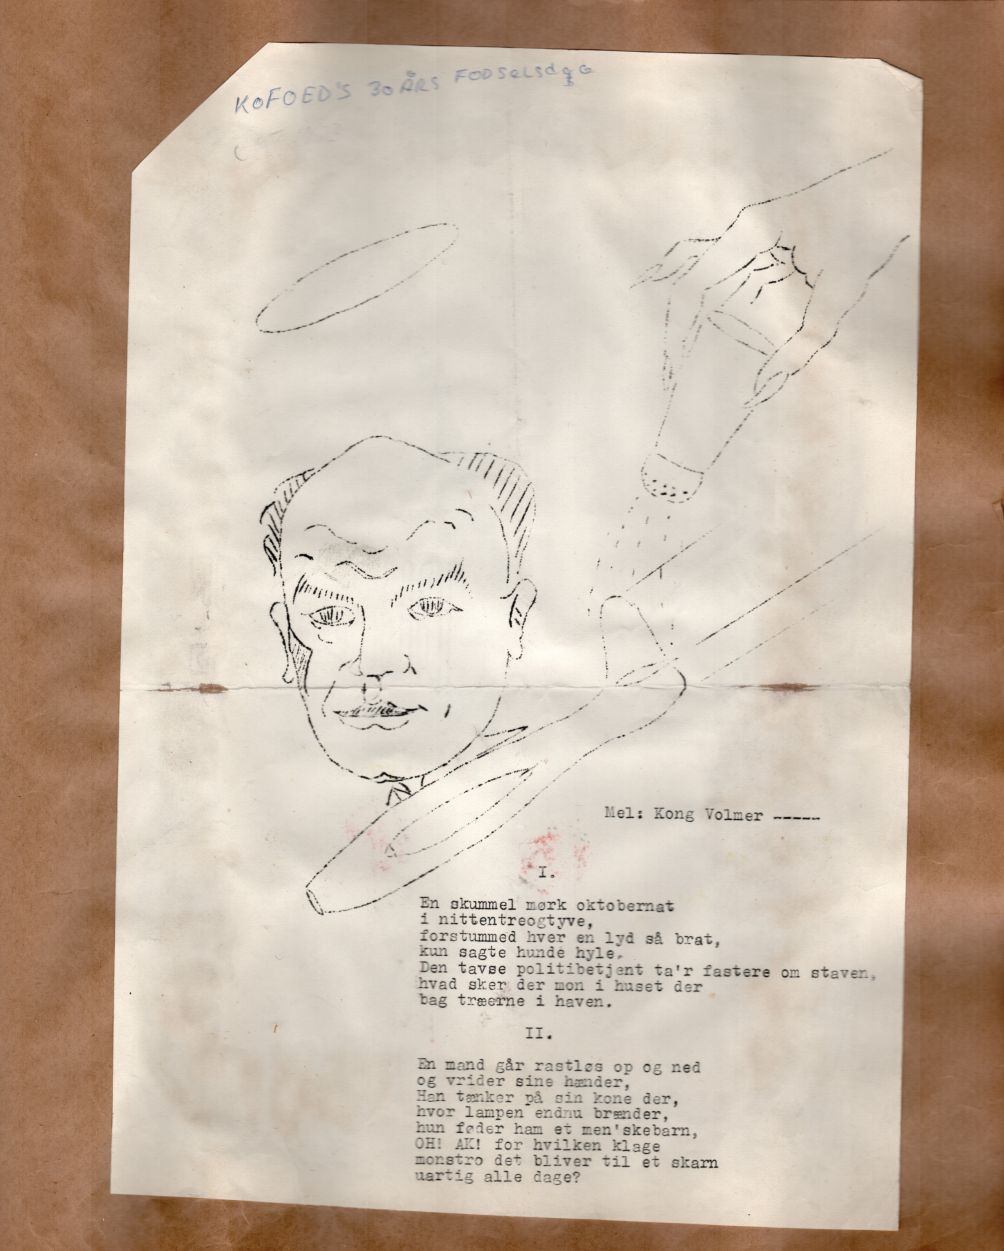 KOFOED'S 30 ÅRS FODSELSDAG
Mel: Kong Volmer -----
I.
En skummel mørk oktobernat
i nittentreogtyve,
forstummed hver en lyd så brat,
kun sagte hunde hyle.
Den tavse politibetjent ta'r fastere om staven,
hvad sker der mon i huset der
bag træerne i haven.
II.
En mand går rastløs op og ned
og vrider sine hænder,
Han tænker på sin kone der,
hvor lampen endnu brænder,
hun føder ham et men'skebarn,
OH! AK! for hvilken klage
monstro det bliver til et skarn
uartig alle dage?